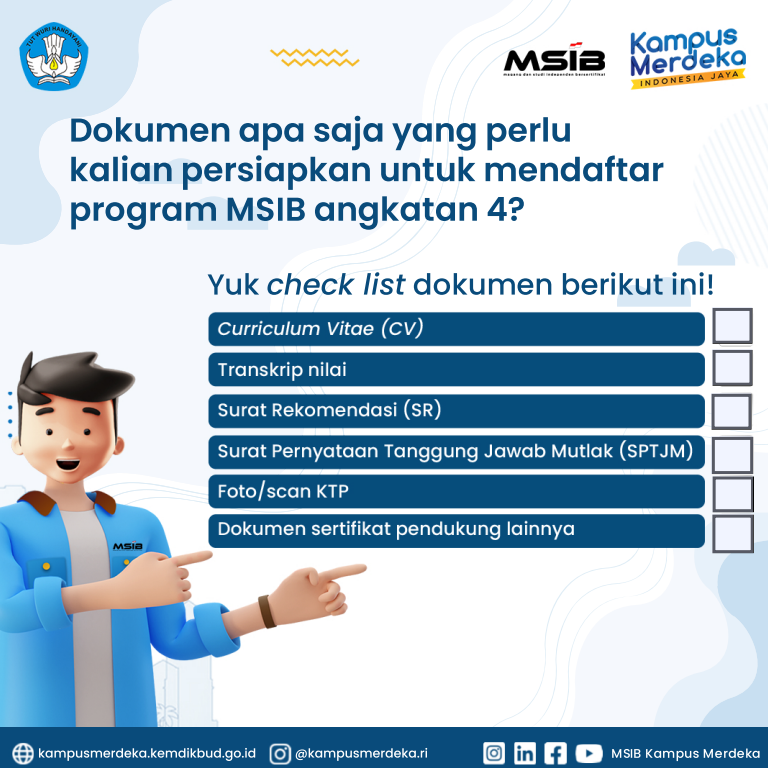 TUT WURI HANDAYANI
MSIB
magang dan studi independen bersertifikat
Kampus
Merdeka
INDONESIA JAYA
Dokumen apa saja yang perlu
kalian persiapkan untuk mendaftar
program MSIB angkatan 4?
Yuk check list dokumen berikut ini!
Curriculum Vitae (CV)
Transkrip nilai
Surat Rekomendasi (SR)
Surat Pernyataan Tanggung Jawab Mutlak (SPTJM)
Foto/scan KTP
Dokumen sertifikat pendukung lainnya
MSIB
kampusmerdeka.kemdikbud.go.id
@kampusmerdeka.ri
MSIB Kampus Merdeka